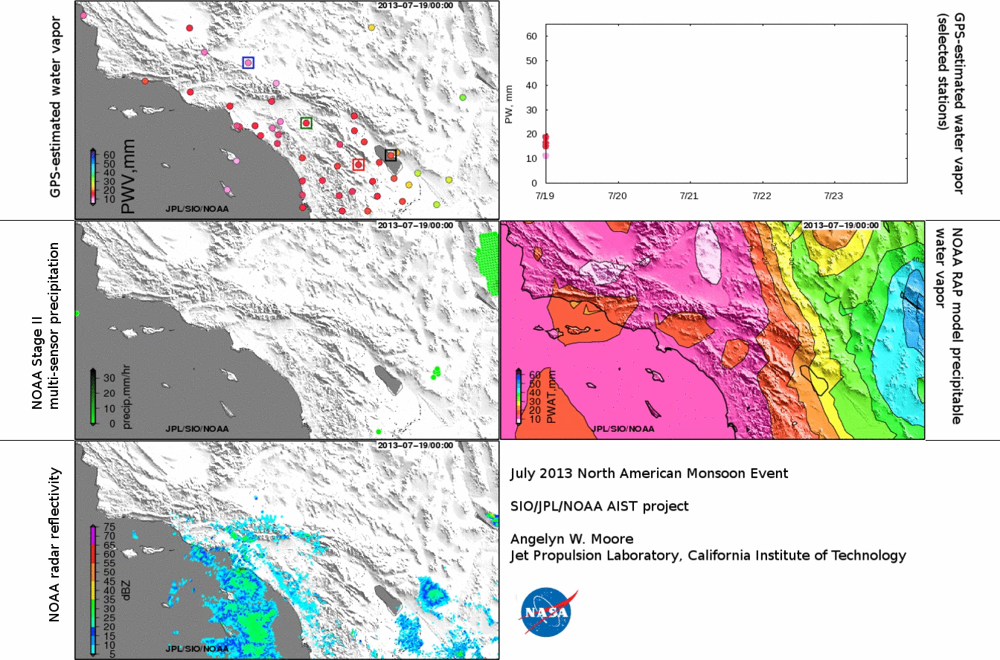 GPS-estimated water vapor
2013-07-19/00:00
60
50
40
30
20
10
PWV,mm
JPL/SIO/NOAA
PW, mm
60
50
40
30
20
10
0
7/19
7/20
7/21
7/22
7/23
GPS-estimated water vapor
(selected stations)
NOAA Stage II
multi-sensor precipitation
2013-07-19/00:00
30
20
10
0
precip,mm/hr
JPL/SIO/NOAA
2013-07-19/00:00
60
50
40
30
20
10
PWAT,mm
JPL/SIO/NOAA
NOAA RAP model precipitable
water vapor
NOAA radar reflectivity
2013-07-19/00:00
75
70
65
60
55
50
45
40
35
30
25
20
15
10
5
dBZ
JPL/SIO/NOAA
July 2013 North American Monsoon Event
SIO/JPL/NOAA AIST project
Angelyn W. Moore
Jet Propulsion Laboratory, California Institute of Technology
NASA